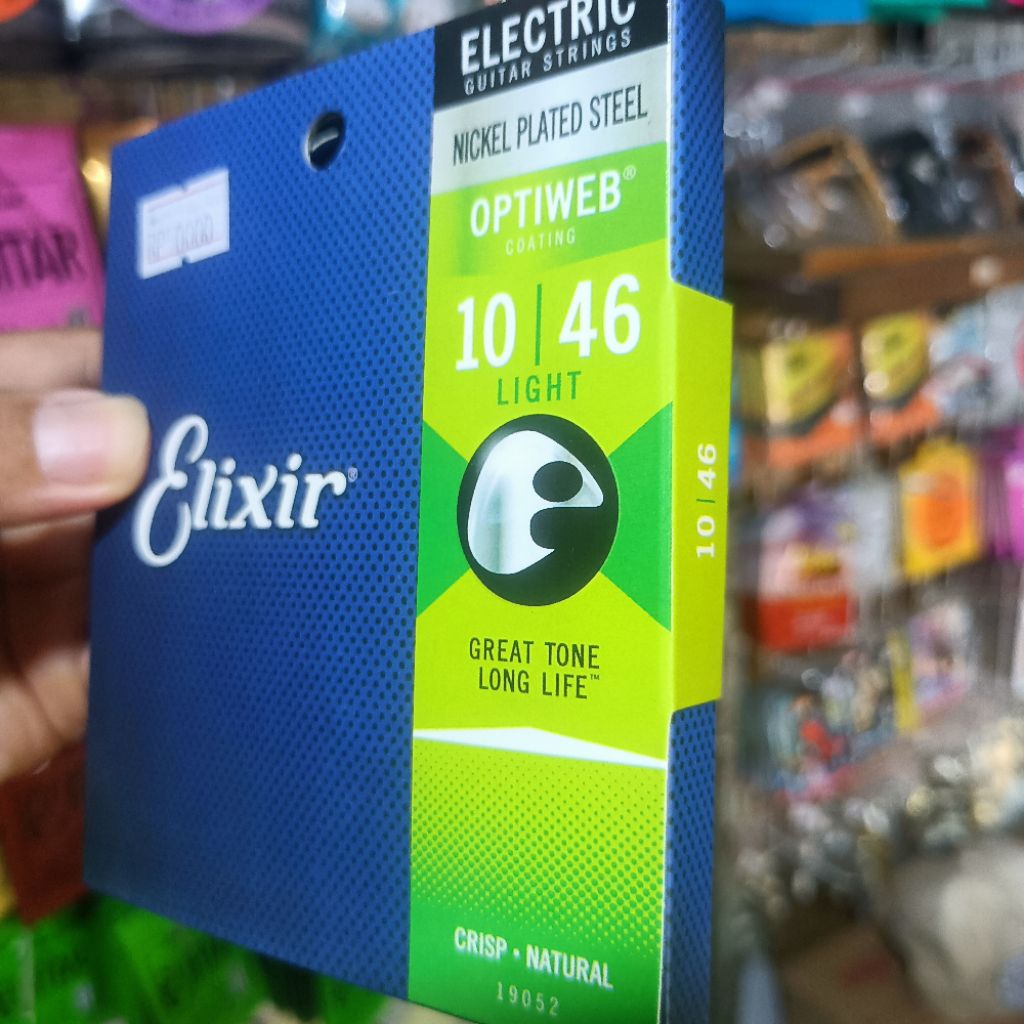 ELECTRIC
GUITAR STRINGS
NICKEL PLATED STEEL
OPTIWEB®
COATING
10 | 46
LIGHT
10 | 46
Elixir®
GREAT TONE
LONG LIFE™
CRISP • NATURAL
19052